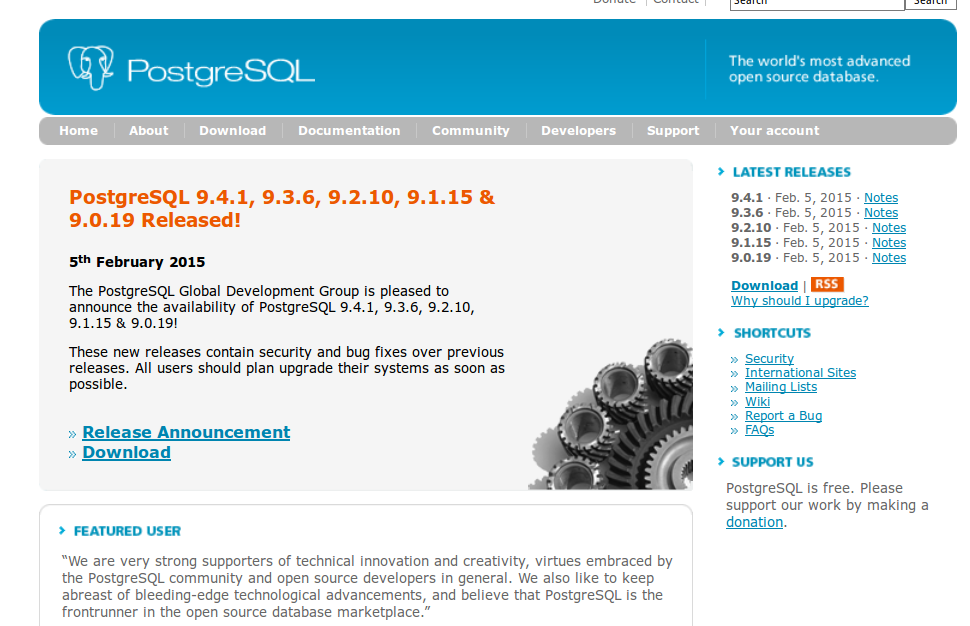 Donate Contact Search Search
PostgreSQL
The world's most advanced
open source database.
Home About Download Documentation Community Developers Support Your account
PostgreSQL 9.4.1, 9.3.6, 9.2.10, 9.1.15 &
9.0.19 Released!
5th February 2015
The PostgreSQL Global Development Group is pleased to
announce the availability of PostgreSQL 9.4.1, 9.3.6, 9.2.10,
9.1.15 & 9.0.19!
These new releases contain security and bug fixes over previous
releases. All users should plan upgrade their systems as soon as
possible.
» Release Announcement
» Download
FEATURED USER
“We are very strong supporters of technical innovation and creativity, virtues embraced by
the PostgreSQL community and open source developers in general. We also like to keep
abreast of bleeding-edge technological advancements, and believe that PostgreSQL is the
frontrunner in the open source database marketplace.”
LATEST RELEASES
9.4.1 · Feb. 5, 2015 · Notes
9.3.6 · Feb. 5, 2015 · Notes
9.2.10 · Feb. 5, 2015 · Notes
9.1.15 · Feb. 5, 2015 · Notes
9.0.19 · Feb. 5, 2015 · Notes
Download | RSS
Why should I upgrade?
SHORTCUTS
» Security
» International Sites
» Mailing Lists
» Wiki
» Report a Bug
» FAQs
SUPPORT US
PostgreSQL is free. Please
support our work by making a
donation.